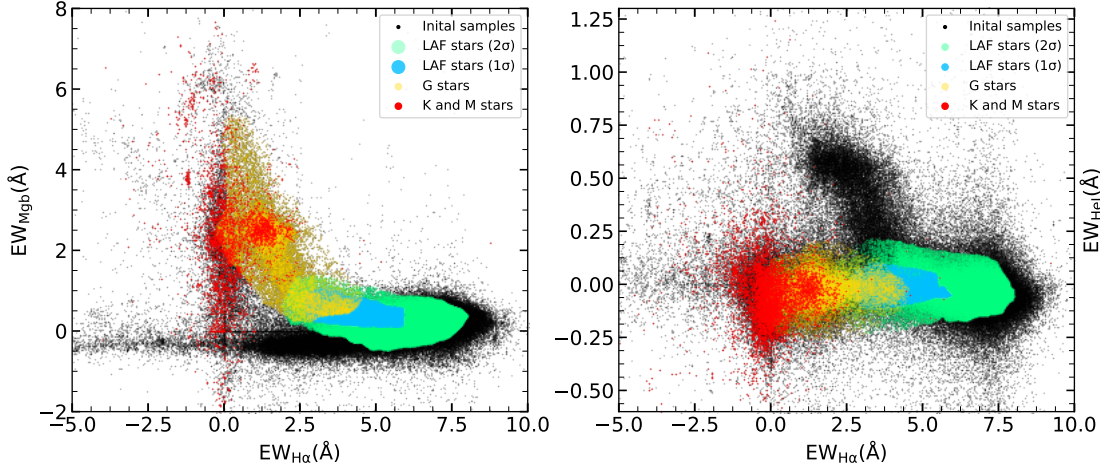 Inital samples
LAF stars (2σ)
LAF stars (1σ)
G stars
K and M stars
8
6
4
2
0
−2
−5.0 −2.5 0.0 2.5 5.0 7.5 10.0
EW_Mgb(Å)
EW_Hα(Å)
Inital samples
LAF stars (2σ)
LAF stars (1σ)
G stars
K and M stars
1.25
1.00
0.75
0.50
0.25
0.00
−0.25
−0.50
−5.0 −2.5 0.0 2.5 5.0 7.5 10.0
EW_HeI(Å)
EW_Hα(Å)